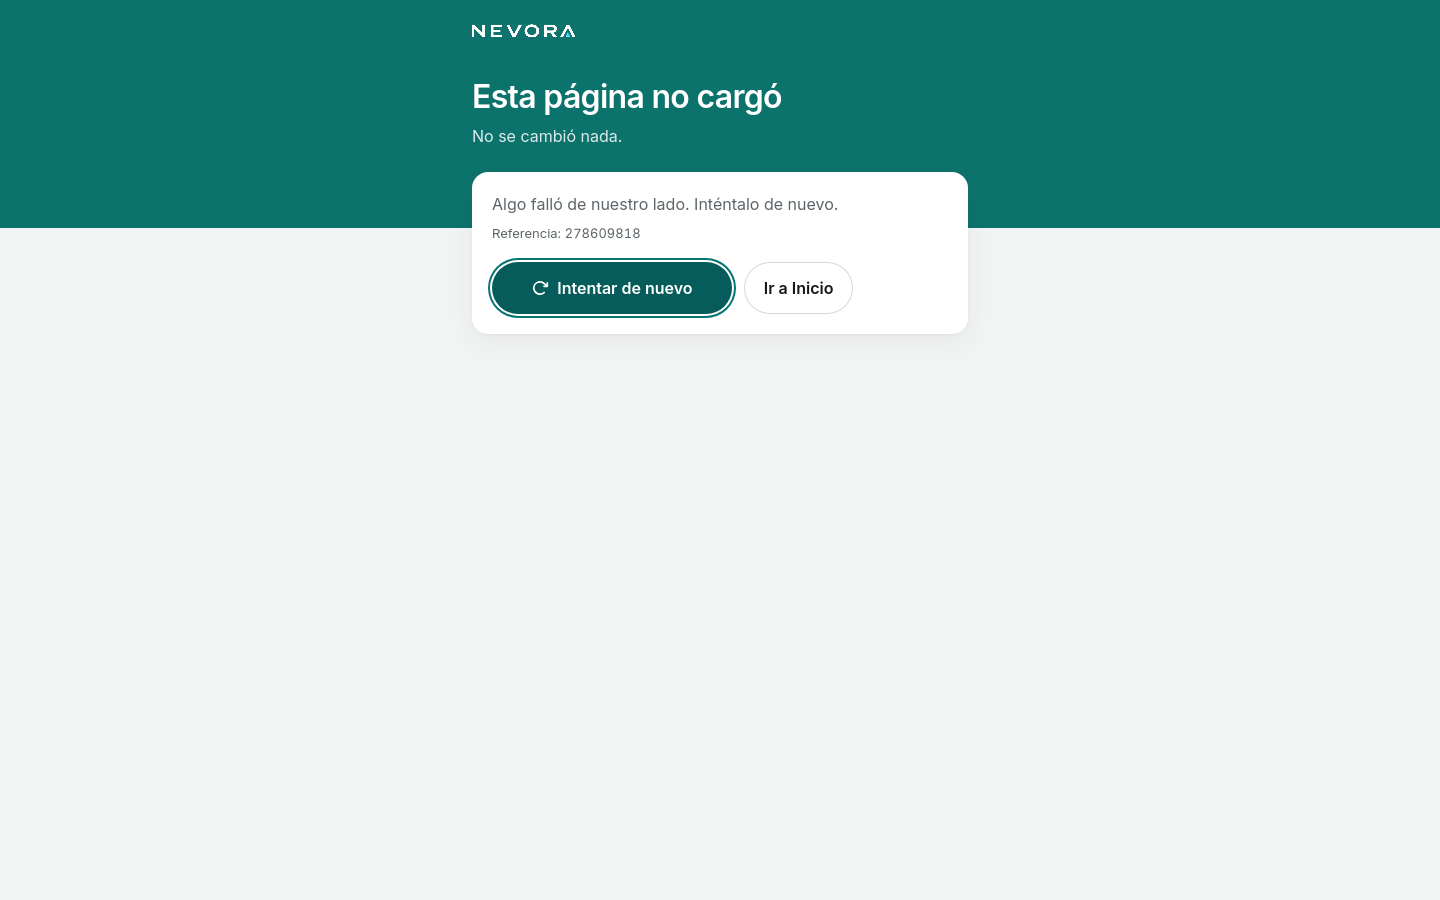 NEVORA
Esta página no cargó
No se cambió nada.
Algo falló de nuestro lado. Inténtalo de nuevo.
Referencia: 278609818
Intentar de nuevo
Ir a Inicio